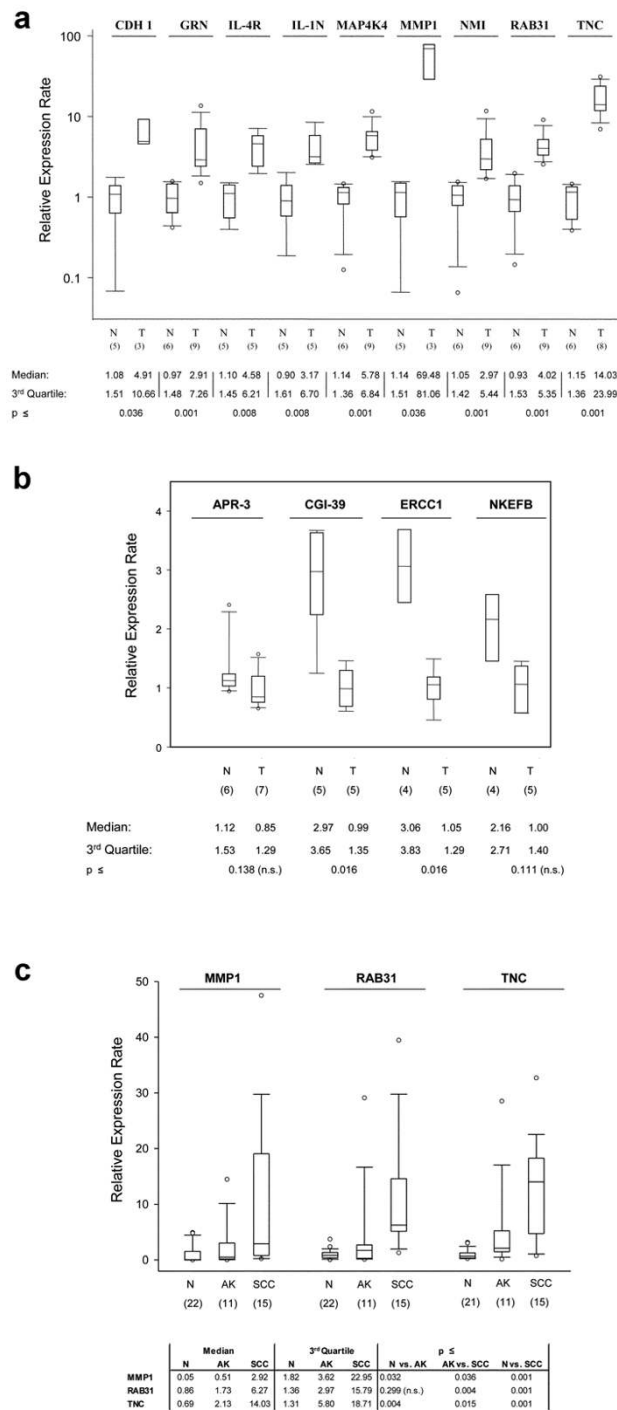 a
CDH 1 GRN IL-4R IL-1N MAP4K4 MMP1 NMI RAB31 TNC
Relative Expression Rate
100
10
1
0.1
N T N T N T N T N T N T N T N T N T
(5) (3) (6) (9) (5) (5) (5) (5) (6) (9) (5) (3) (6) (9) (6) (9) (6) (8)
Median: 1.08 4.91 0.97 2.91 1.10 4.58 0.90 3.17 1.14 5.78 1.14 69.48 1.05 2.97 0.93 4.02 1.15 14.03
3rd Quartile: 1.51 10.66 1.48 7.26 1.45 6.21 1.61 6.70 1 .36 6.84 1.51 81.06 1.42 5.44 1.53 5.35 1.36 23.99
p ≤ 0.036 0.001 0.008 0.008 0.001 0.036 0.001 0.001 0.001
b
APR-3 CGI-39 ERCC1 NKEFB
Relative Expression Rate
4
3
2
1
0
N T N T N T N T
(6) (7) (5) (5) (4) (5) (4) (5)
Median: 1.12 0.85 2.97 0.99 3.06 1.05 2.16 1.00
3rd Quartile: 1.53 1.29 3.65 1.35 3.83 1.29 2.71 1.40
p ≤ 0.138 (n.s.) 0.016 0.016 0.111 (n.s.)
c
MMP1 RAB31 TNC
Relative Expression Rate
50
40
30
20
10
0
N AK SCC N AK SCC N AK SCC
(22) (11) (15) (22) (11) (15) (21) (11) (15)
Median 3rd Quartile p ≤
N AK SCC N AK SCC N vs. AK AK vs. SCC N vs. SCC
MMP1 0.05 0.51 2.92 1.82 3.62 22.95 0.032 0.036 0.001
RAB31 0.86 1.73 6.27 1.36 2.97 15.79 0.299 (n.s.) 0.004 0.001
TNC 0.69 2.13 14.03 1.31 5.80 18.71 0.004 0.015 0.001